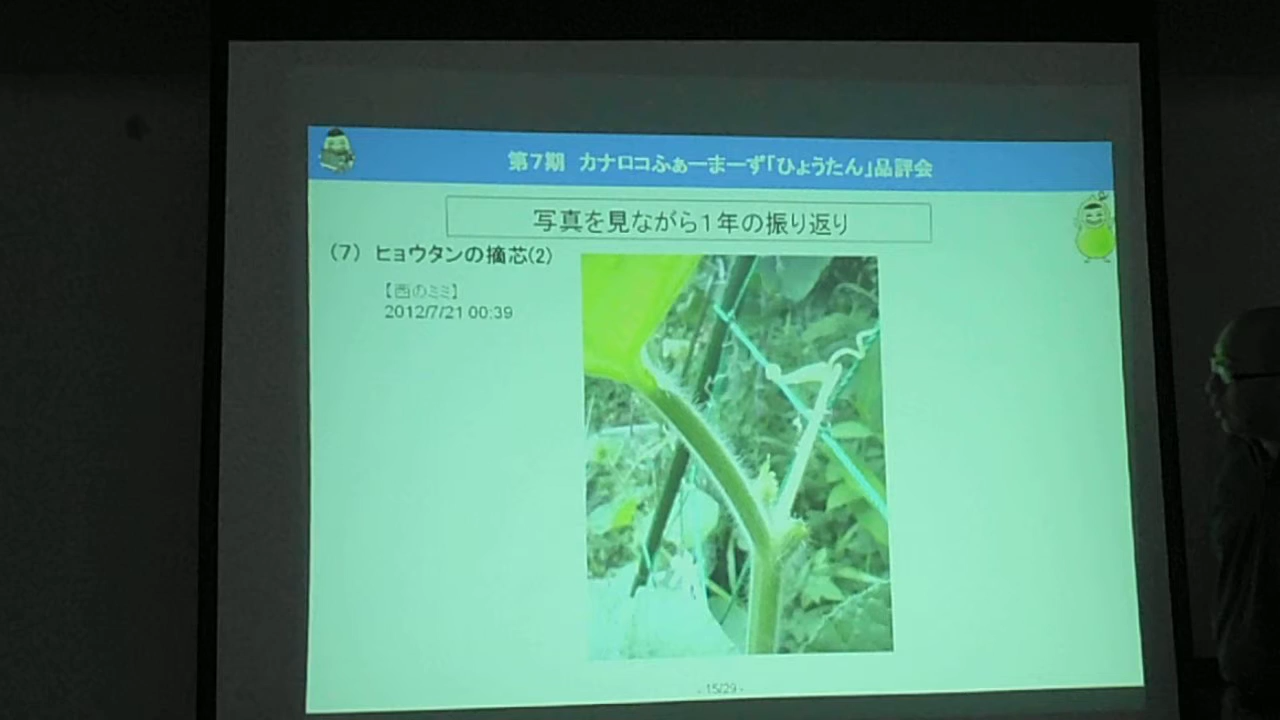 第7期 カナロコふぁーまーず「ひょうたん」品評会
写真を見ながら1年の振り返り
(7) ヒョウタンの摘芯(2)
【西のミミ】
2012/7/21 00:39
- 15/29 -